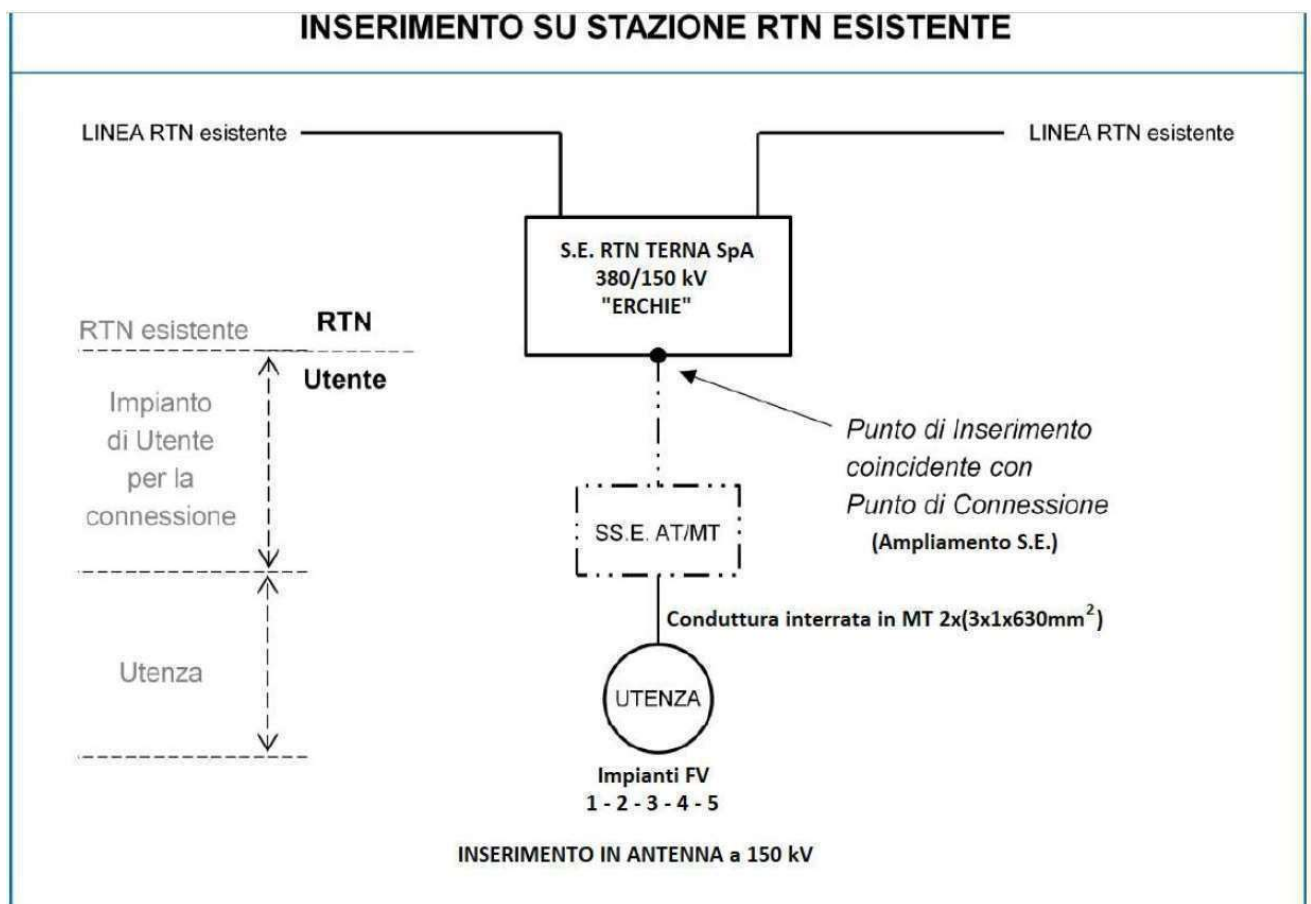 INSERIMENTO SU STAZIONE RTN ESISTENTE
LINEA RTN esistente
LINEA RTN esistente
S.E. RTN TERNA SpA
380/150 kV
"ERCHIE"
RTN esistente
RTN
Utente
Impianto
di Utente
per la
connessione
Punto di Inserimento
coincidente con
Punto di Connessione
(Ampliamento S.E.)
SS.E. AT/MT
Conduttura interrata in MT 2x(3x1x630mm²)
Utenza
UTENZA
Impianti FV
1 - 2 - 3 - 4 - 5
INSERIMENTO IN ANTENNA a 150 kV